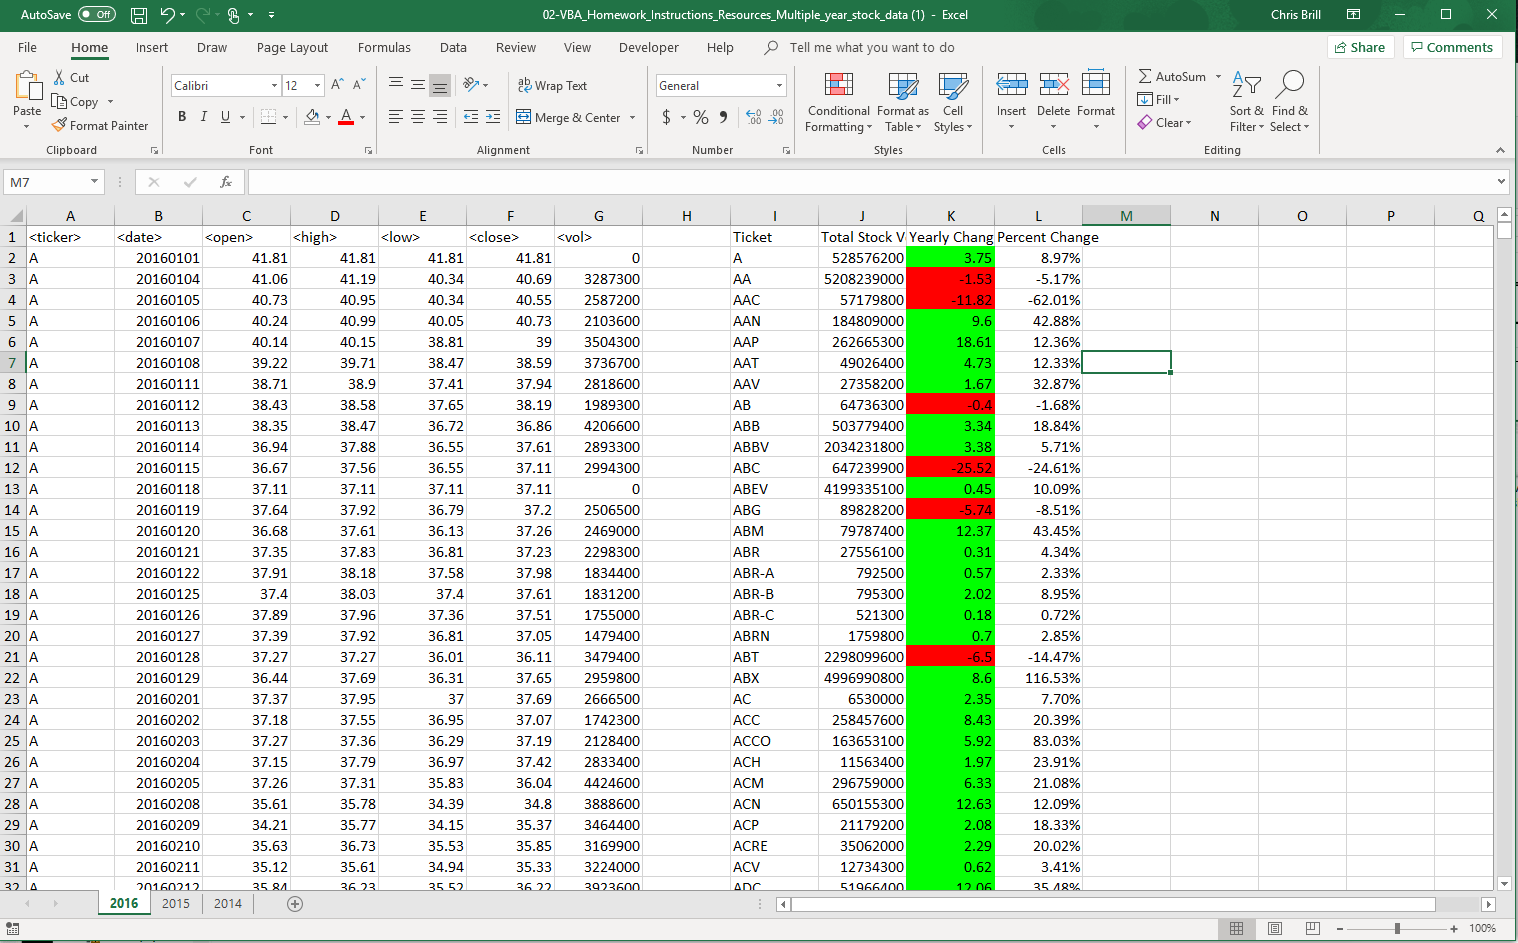 AutoSave Off 02-VBA_Homework_Instructions_Resources_Multiple_year_stock_data (1) - Excel Chris Brill
File Home Insert Draw Page Layout Formulas Data Review View Developer Help Tell me what you want to do Share Comments
Paste Cut Copy Format Painter Clipboard
Calibri 12 A A B I U A Font
ab Wrap Text Merge & Center Alignment
General $ % 9 .00 .00 Number
Conditional Formatting Format as Table Cell Styles Styles
Insert Delete Format Cells
AutoSum Fill Clear Sort & Filter Find & Select Editing
M7 fx
A B C D E F G H I J K L M N O P Q
1 <ticker> <date> <open> <high> <low> <close> <vol> Ticket Total Stock V Yearly Chang Percent Change
2 A 20160101 41.81 41.81 41.81 41.81 0 A 528576200 3.75 8.97%
3 A 20160104 41.06 41.19 40.34 40.69 3287300 AA 5208239000 -1.53 -5.17%
4 A 20160105 40.73 40.95 40.34 40.55 2587200 AAC 57179800 -11.82 -62.01%
5 A 20160106 40.24 40.99 40.05 40.73 2103600 AAN 184809000 9.6 42.88%
6 A 20160107 40.14 40.15 38.81 39 3504300 AAP 262665300 18.61 12.36%
7 A 20160108 39.22 39.71 38.47 38.59 3736700 AAT 49026400 4.73 12.33%
8 A 20160111 38.71 38.9 37.41 37.94 2818600 AAV 27358200 1.67 32.87%
9 A 20160112 38.43 38.58 37.65 38.19 1989300 AB 64736300 -0.4 -1.68%
10 A 20160113 38.35 38.47 36.72 36.86 4206600 ABB 503779400 3.34 18.84%
11 A 20160114 36.94 37.88 36.55 37.61 2893300 ABBV 2034231800 3.38 5.71%
12 A 20160115 36.67 37.56 36.55 37.11 2994300 ABC 647239900 -25.52 -24.61%
13 A 20160118 37.11 37.11 37.11 37.11 0 ABEV 4199335100 0.45 10.09%
14 A 20160119 37.64 37.92 36.79 37.2 2506500 ABG 89828200 -5.74 -8.51%
15 A 20160120 36.68 37.61 36.13 37.26 2469000 ABM 79787400 12.37 43.45%
16 A 20160121 37.35 37.83 36.81 37.23 2298300 ABR 27556100 0.31 4.34%
17 A 20160122 37.91 38.18 37.58 37.98 1834400 ABR-A 792500 0.57 2.33%
18 A 20160125 37.4 38.03 37.4 37.61 1831200 ABR-B 795300 2.02 8.95%
19 A 20160126 37.89 37.96 37.36 37.51 1755000 ABR-C 521300 0.18 0.72%
20 A 20160127 37.39 37.92 36.81 37.05 1479400 ABRN 1759800 0.7 2.85%
21 A 20160128 37.27 37.27 36.01 36.11 3479400 ABT 2298099600 -6.5 -14.47%
22 A 20160129 36.44 37.69 36.31 37.65 2959800 ABX 4996990800 8.6 116.53%
23 A 20160201 37.37 37.95 37 37.69 2666500 AC 6530000 2.35 7.70%
24 A 20160202 37.18 37.55 36.95 37.07 1742300 ACC 258457600 8.43 20.39%
25 A 20160203 37.27 37.36 36.29 37.19 2128400 ACCO 163653100 5.92 83.03%
26 A 20160204 37.15 37.79 36.97 37.42 2833400 ACH 11563400 1.97 23.91%
27 A 20160205 37.26 37.31 35.83 36.04 4424600 ACM 296759000 6.33 21.08%
28 A 20160208 35.61 35.78 34.39 34.8 3888600 ACN 650155300 12.63 12.09%
29 A 20160209 34.21 35.77 34.15 35.37 3464400 ACP 21179200 2.08 18.33%
30 A 20160210 35.63 36.73 35.53 35.85 3169900 ACRE 35062000 2.29 20.02%
31 A 20160211 35.12 35.61 34.94 35.33 3224000 ACV 12734300 0.62 3.41%
32 A 20160212 35.84 36.23 35.52 36.22 3923600 ADC 51966400 12.06 35.48%
2016 2015 2014
100%